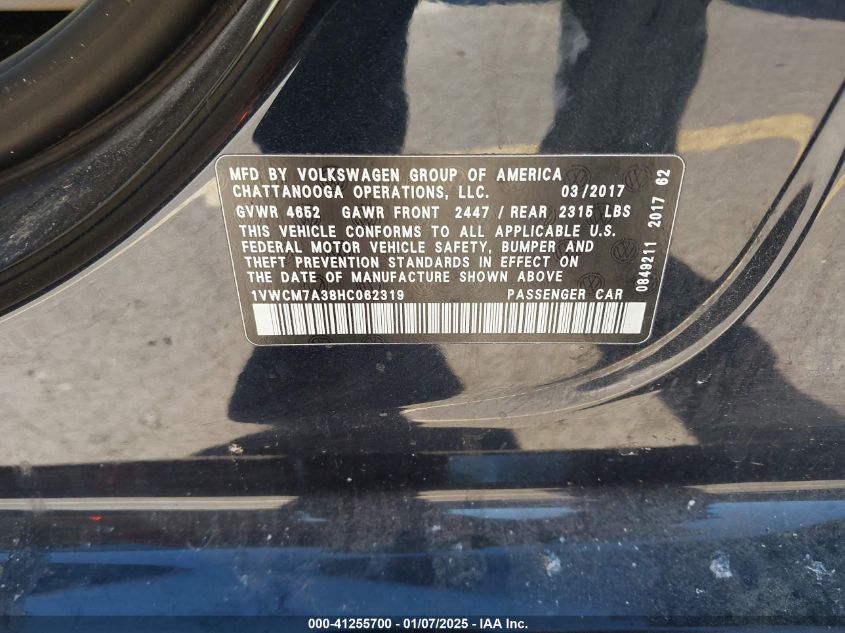 MFD BY VOLKSWAGEN GROUP OF AMERICA
CHATTANOOGA OPERATIONS, LLC. 03/2017
GVWR 4652 GAWR FRONT 2447 / REAR 2315 LBS
THIS VEHICLE CONFORMS TO ALL APPLICABLE U.S.
FEDERAL MOTOR VEHICLE SAFETY, BUMPER AND
THEFT PREVENTION STANDARDS IN EFFECT ON
THE DATE OF MANUFACTURE SHOWN ABOVE
1VWCM7A38HC062319 PASSENGER CAR
0849211 2017 62
000-41255700 - 01/07/2025 - IAA Inc.